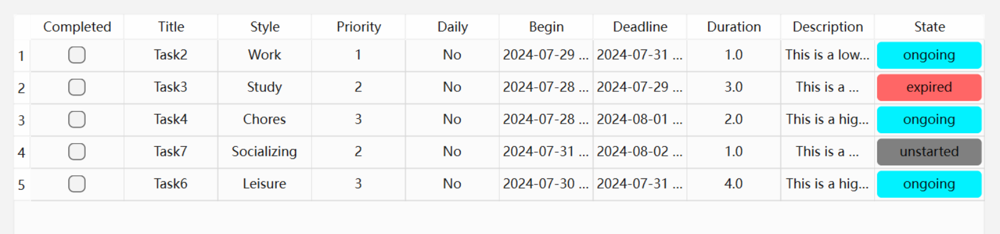 Completed Title Style Priority Daily Begin Deadline Duration Description State
1 Task2 Work 1 No 2024-07-29 ... 2024-07-31 ... 1.0 This is a low... ongoing
2 Task3 Study 2 No 2024-07-28 ... 2024-07-29 ... 3.0 This is a ... expired
3 Task4 Chores 3 No 2024-07-28 ... 2024-08-01 ... 2.0 This is a hig... ongoing
4 Task7 Socializing 2 No 2024-07-31 ... 2024-08-02 ... 1.0 This is a ... unstarted
5 Task6 Leisure 3 No 2024-07-30 ... 2024-07-31 ... 4.0 This is a hig... ongoing